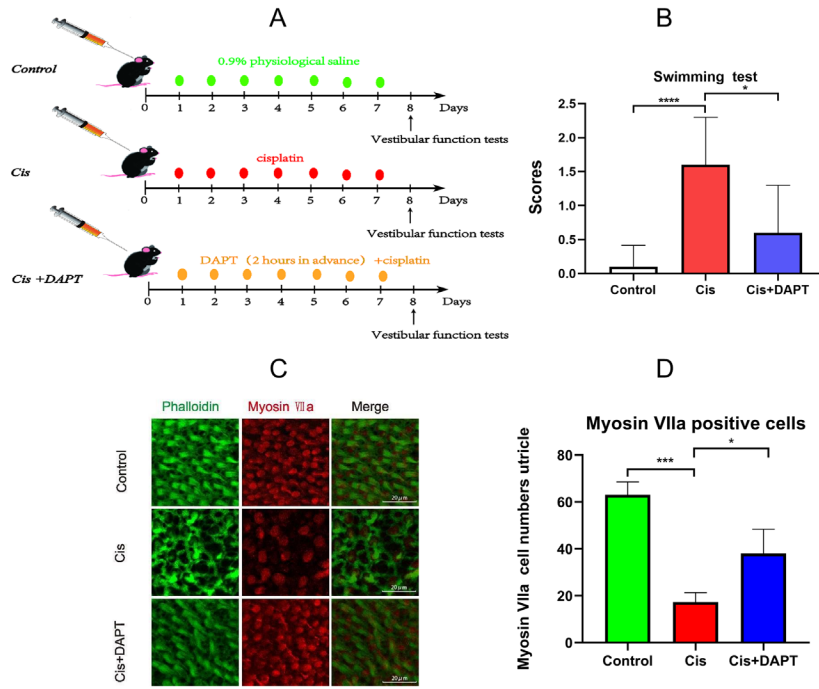 A
Control
0.9% physiological saline
0 1 2 3 4 5 6 7 8 Days
Vestibular function tests
Cis
cisplatin
0 1 2 3 4 5 6 7 8 Days
Vestibular function tests
Cis +DAPT
DAPT (2 hours in advance) +cisplatin
0 1 2 3 4 5 6 7 8 Days
Vestibular function tests
B
Swimming test
**** *
Scores
2.5
2.0
1.5
1.0
0.5
0.0
Control Cis Cis+DAPT
C
Phalloidin Myosin Ⅶa Merge
Control
20μm
Cis
20μm
Cis+DAPT
20μm
D
Myosin VIIa positive cells
*** *
Myosin VIIa cell numbers utricle
80
60
40
20
0
Control Cis Cis+DAPT